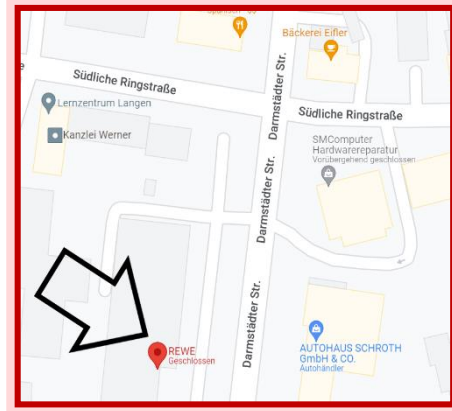 Bäckerei Eifler
Südliche Ringstraße
Darmstädter Str.
Lernzentrum Langen
Südliche Ringstraße
Kanzlei Werner
SMComputer
Hardwarereparatur
Vorübergehend geschlossen
Darmstädter Str.
Darmstädter Str.
REWE
Geschlossen
AUTOHAUS SCHROTH
GmbH & CO.
Autohändler